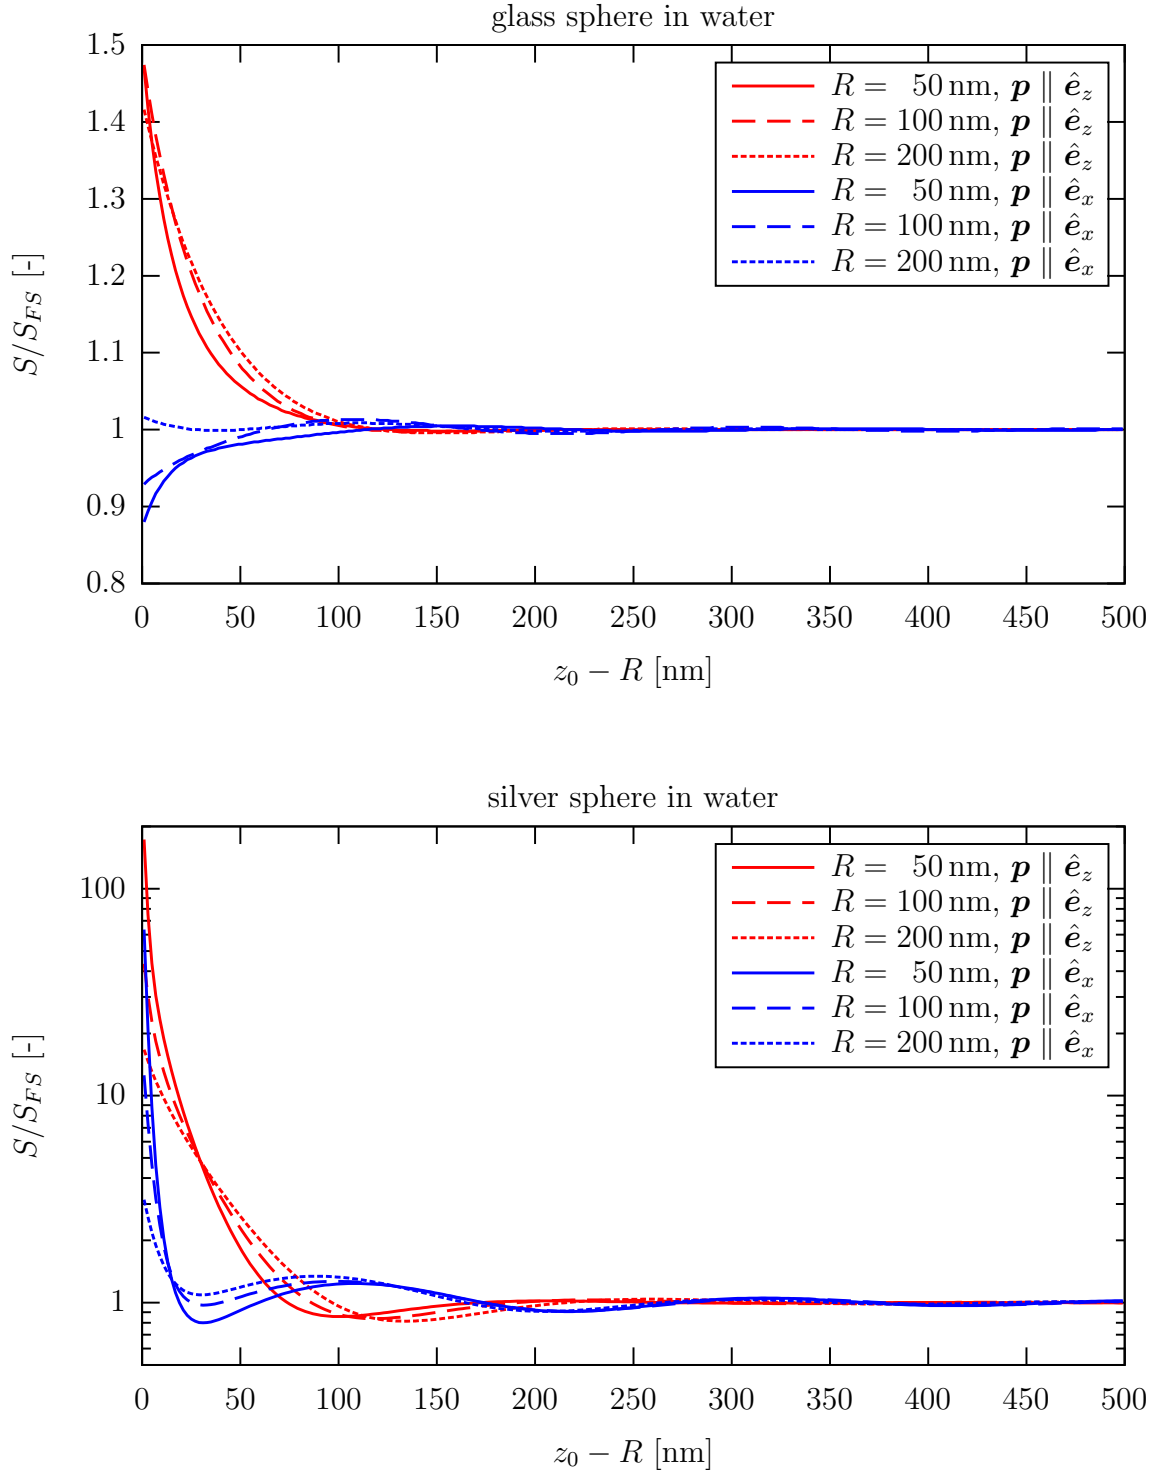 glass sphere in water
1.5
1.4
1.3
1.2
1.1
1
0.9
0.8
S/S_FS [-]
R = 50 nm, p ∥ ê_z
R = 100 nm, p ∥ ê_z
R = 200 nm, p ∥ ê_z
R = 50 nm, p ∥ ê_x
R = 100 nm, p ∥ ê_x
R = 200 nm, p ∥ ê_x
0 50 100 150 200 250 300 350 400 450 500
z_0 − R [nm]
silver sphere in water
100
10
1
S/S_FS [-]
R = 50 nm, p ∥ ê_z
R = 100 nm, p ∥ ê_z
R = 200 nm, p ∥ ê_z
R = 50 nm, p ∥ ê_x
R = 100 nm, p ∥ ê_x
R = 200 nm, p ∥ ê_x
0 50 100 150 200 250 300 350 400 450 500
z_0 − R [nm]